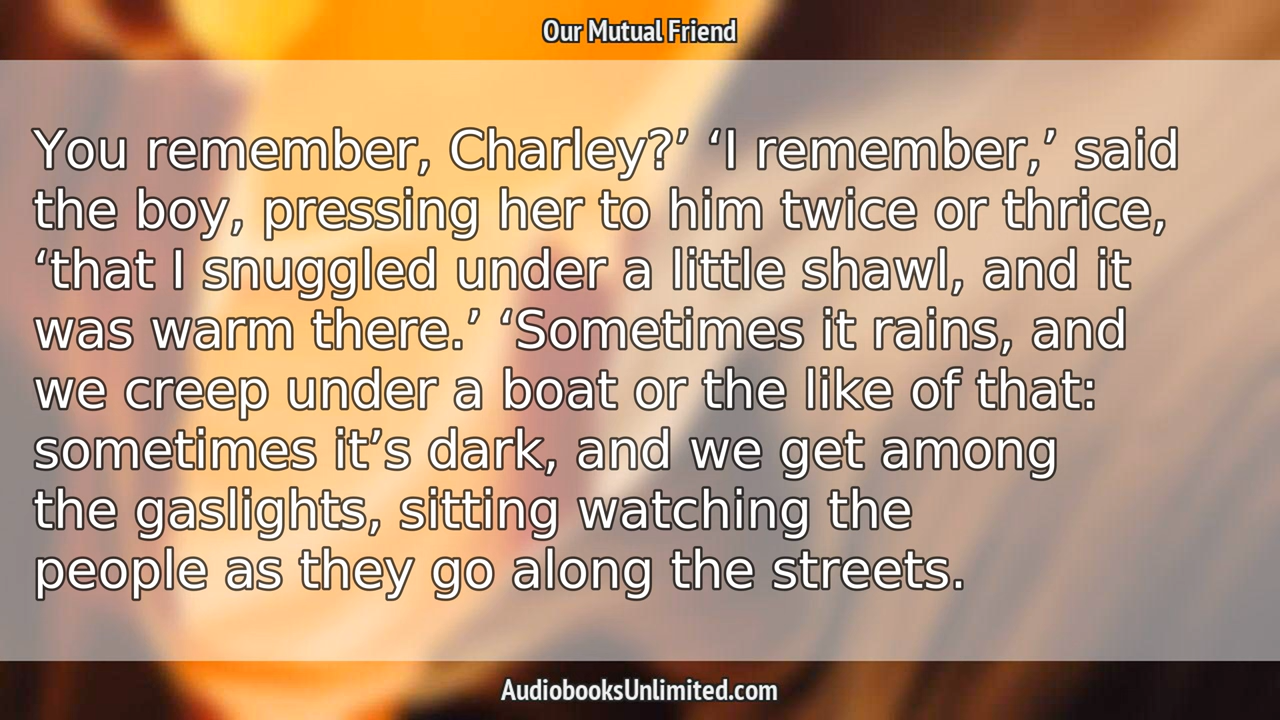 Our Mutual Friend
You remember, Charley?’ ‘I remember,’ said
the boy, pressing her to him twice or thrice,
‘that I snuggled under a little shawl, and it
was warm there.’ ‘Sometimes it rains, and
we creep under a boat or the like of that:
sometimes it’s dark, and we get among
the gaslights, sitting watching the
people as they go along the streets.
AudiobooksUnlimited.com